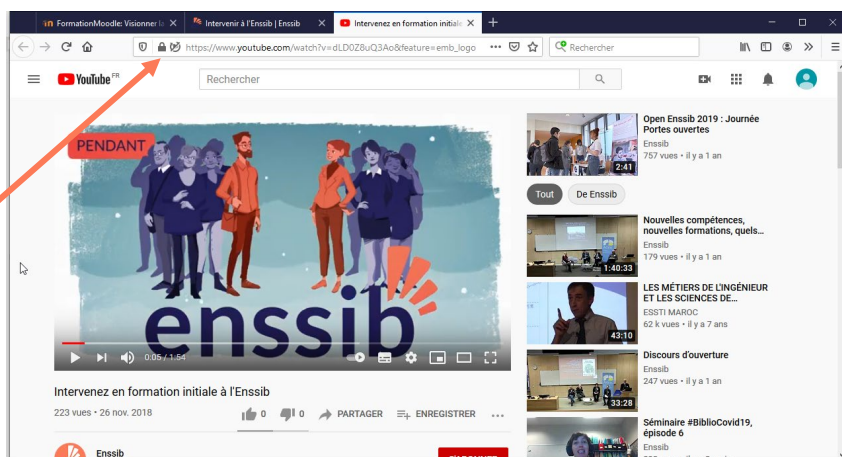 FormationMoodle: Visionner l
Intervenir à l'Enssib | Enssib
Intervenez en formation initiale
https://www.youtube.com/watch?v=dLD0Z8uQ3Ao&feature=emb_logo
Rechercher
YouTube FR
Rechercher
PENDANT
enssib
0:05 / 1:54
Intervenez en formation initiale à l'Enssib
223 vues • 26 nov. 2018
0
0
PARTAGER
ENREGISTRER
Enssib
S'ABONNER
2:41
Open Enssib 2019 : Journée
Portes ouvertes
Enssib
757 vues • il y a 1 an
Tout
De Enssib
1:40:33
Nouvelles compétences,
nouvelles formations, quels...
Enssib
179 vues • il y a 1 an
43:10
LES MÉTIERS DE L'INGÉNIEUR
ET LES SCIENCES DE...
ESSTI MAROC
62 k vues • il y a 7 ans
33:28
Discours d'ouverture
Enssib
247 vues • il y a 1 an
Séminaire #BiblioCovid19,
épisode 6
Enssib